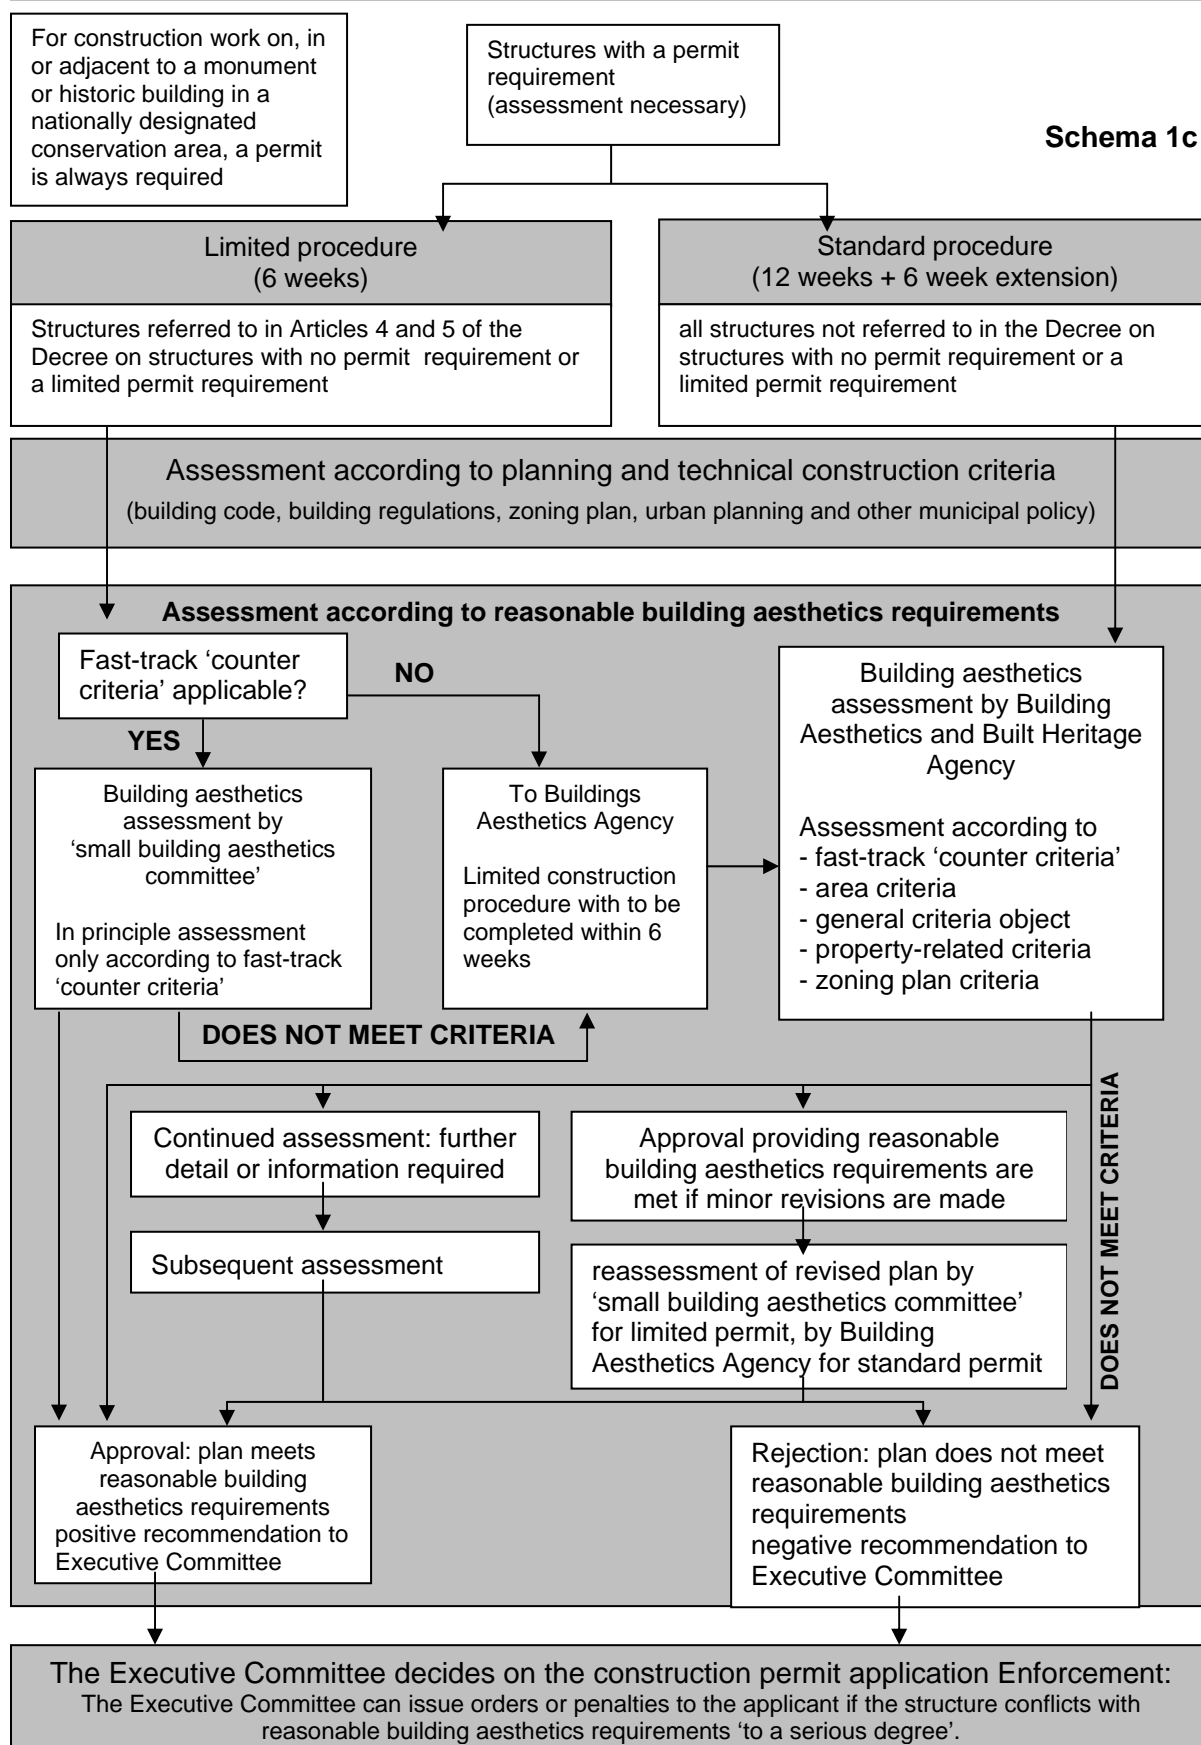 For construction work on, in
or adjacent to a monument
or historic building in a
nationally designated
conservation area, a permit
is always required
Structures with a permit
requirement
(assessment necessary)
Schema 1c
Limited procedure
(6 weeks)
Structures referred to in Articles 4 and 5 of the
Decree on structures with no permit requirement or
a limited permit requirement
Standard procedure
(12 weeks + 6 week extension)
all structures not referred to in the Decree on
structures with no permit requirement or a
limited permit requirement
Assessment according to planning and technical construction criteria
(building code, building regulations, zoning plan, urban planning and other municipal policy)
Assessment according to reasonable building aesthetics requirements
Fast-track ‘counter
criteria’ applicable?
NO
YES
Building aesthetics
assessment by
‘small building aesthetics
committee’
In principle assessment
only according to fast-track
‘counter criteria’
To Buildings
Aesthetics Agency
Limited construction
procedure with to be
completed within 6
weeks
Building aesthetics
assessment by Building
Aesthetics and Built Heritage
Agency
Assessment according to
- fast-track ‘counter criteria’
- area criteria
- general criteria object
- property-related criteria
- zoning plan criteria
DOES NOT MEET CRITERIA
DOES NOT MEET CRITERIA
Continued assessment: further
detail or information required
Subsequent assessment
Approval providing reasonable
building aesthetics requirements are
met if minor revisions are made
reassessment of revised plan by
‘small building aesthetics committee’
for limited permit, by Building
Aesthetics Agency for standard permit
Approval: plan meets
reasonable building
aesthetics requirements
positive recommendation to
Executive Committee
Rejection: plan does not meet
reasonable building aesthetics
requirements
negative recommendation to
Executive Committee
The Executive Committee decides on the construction permit application Enforcement:
The Executive Committee can issue orders or penalties to the applicant if the structure conflicts with
reasonable building aesthetics requirements ‘to a serious degree’.